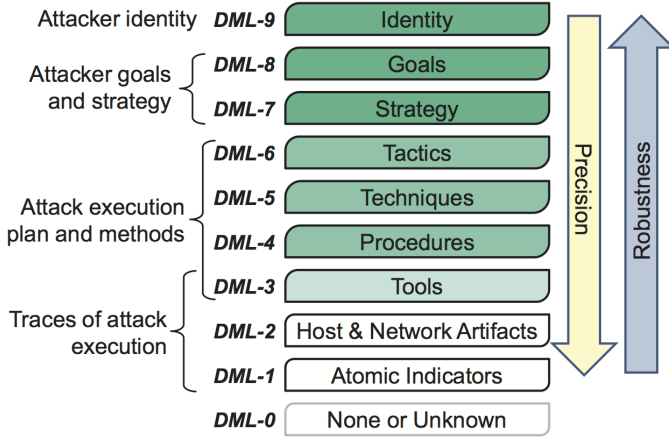 Attacker identity DML-9 Identity
DML-8 Goals
Attacker goals
and strategy
DML-7 Strategy
DML-6 Tactics
DML-5 Techniques
Attack execution
plan and methods
DML-4 Procedures
DML-3 Tools
Traces of attack
execution
DML-2 Host & Network Artifacts
DML-1 Atomic Indicators
DML-0 None or Unknown
Precision
Robustness